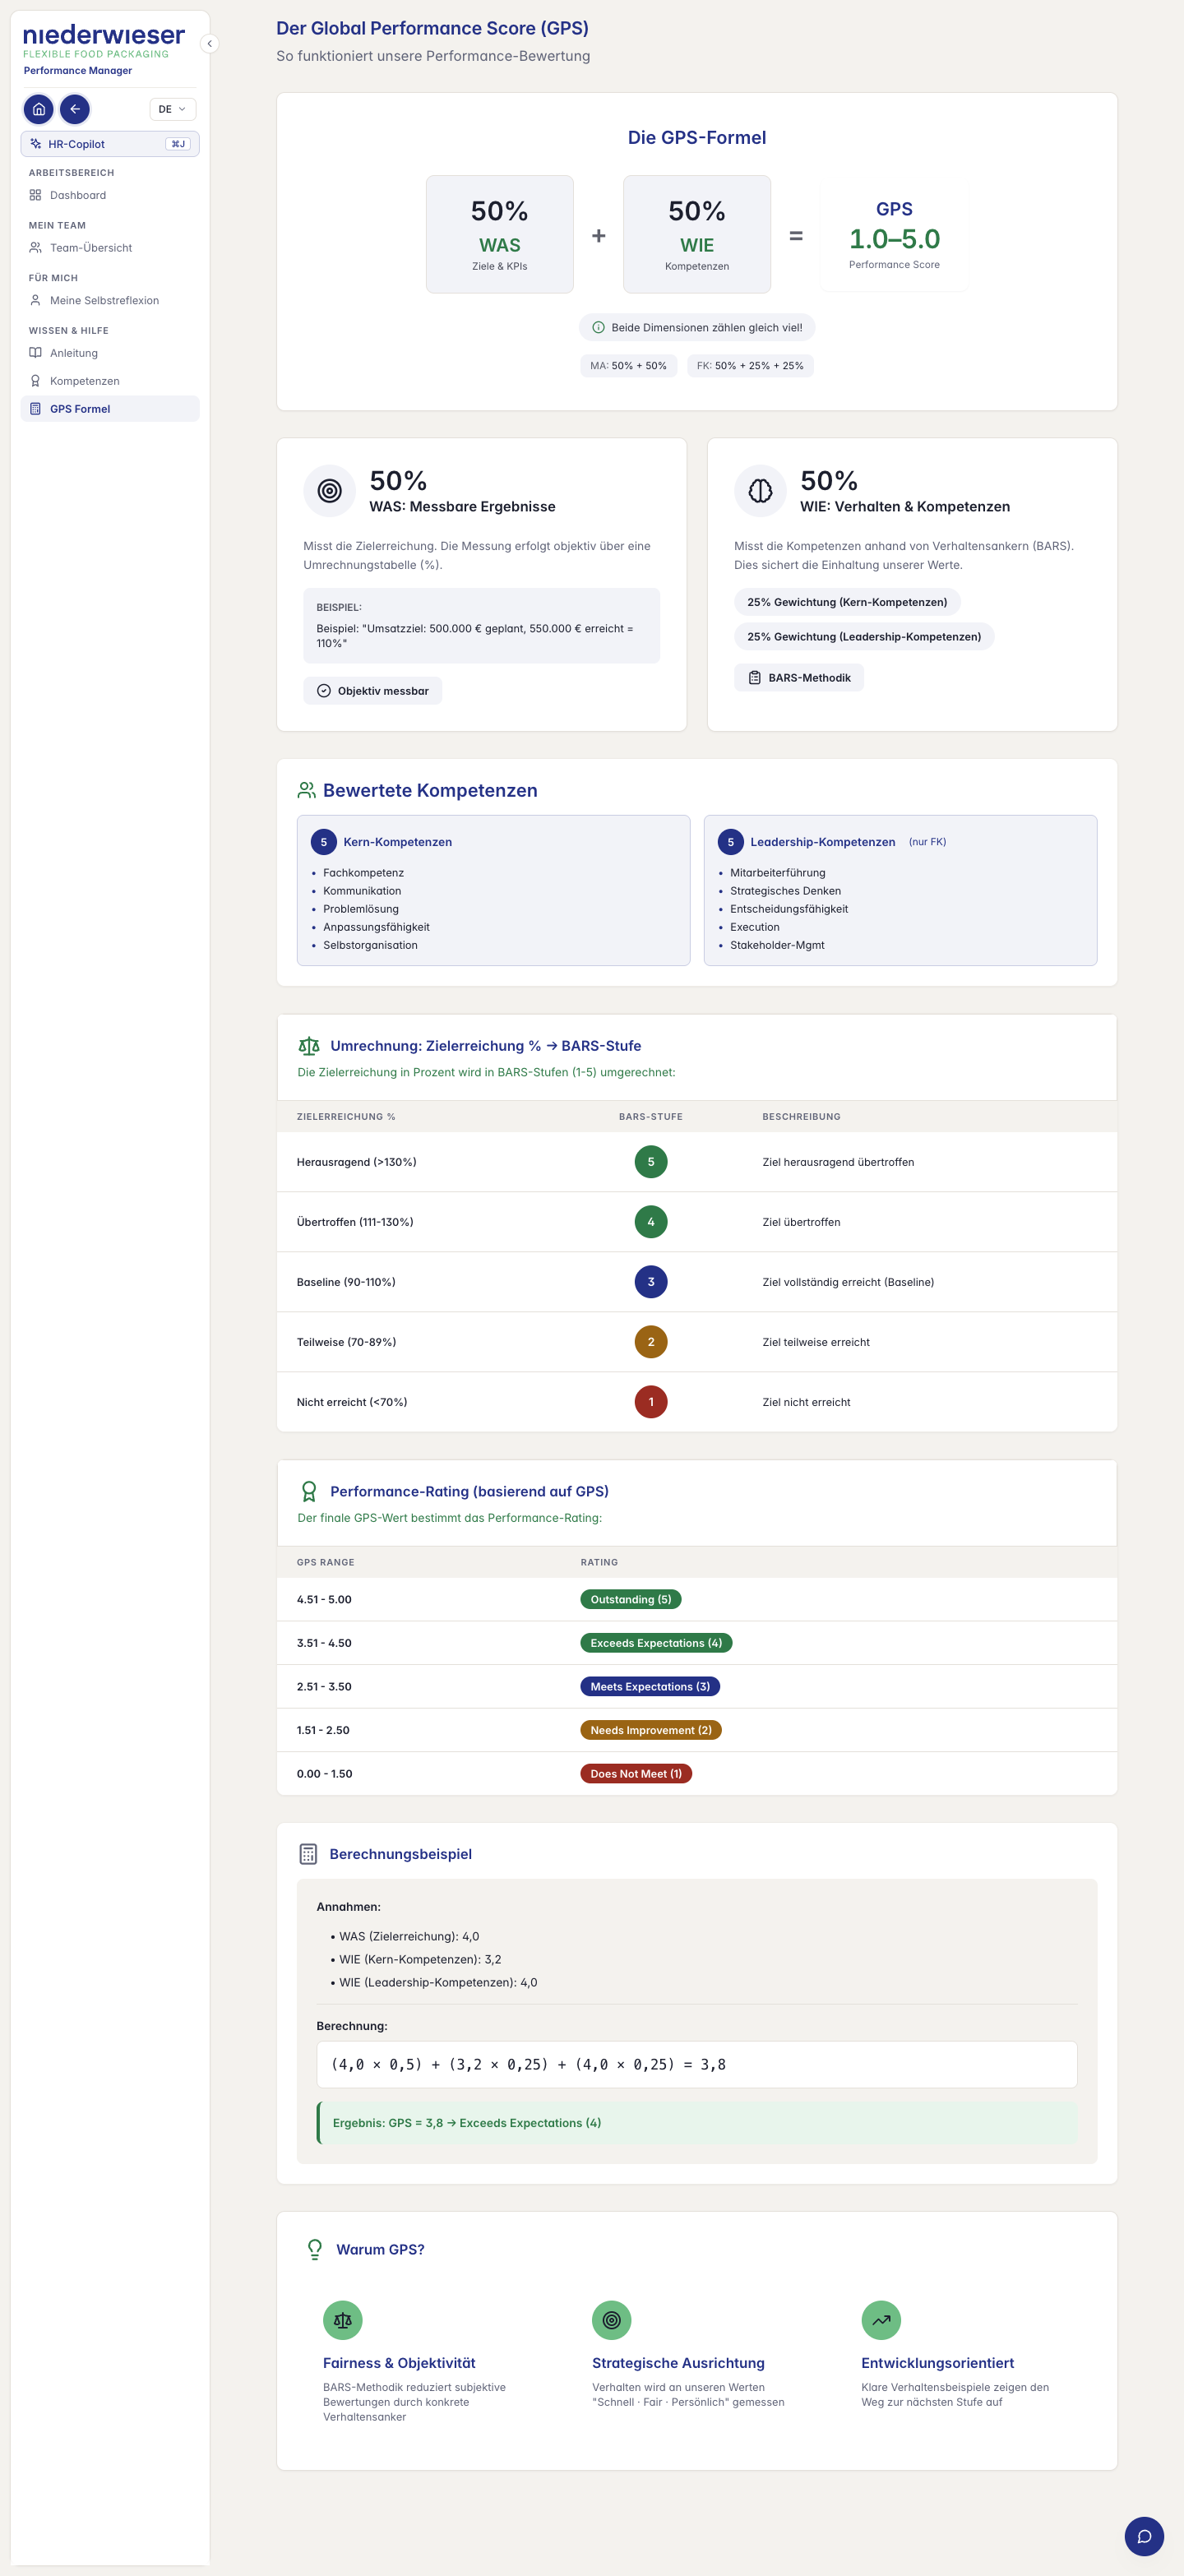 niederwieser
FLEXIBLE FOOD PACKAGING
Performance Manager
DE
HR-Copilot ⌘J
ARBEITSBEREICH
Dashboard
MEIN TEAM
Team-Übersicht
FÜR MICH
Meine Selbstreflexion
WISSEN & HILFE
Anleitung
Kompetenzen
GPS Formel
Der Global Performance Score (GPS)
So funktioniert unsere Performance-Bewertung
Die GPS-Formel
50%
WAS
Ziele & KPIs
+
50%
WIE
Kompetenzen
=
GPS
1.0–5.0
Performance Score
Beide Dimensionen zählen gleich viel!
MA: 50% + 50%
FK: 50% + 25% + 25%
50%
WAS: Messbare Ergebnisse
Misst die Zielerreichung. Die Messung erfolgt objektiv über eine
Umrechnungstabelle (%).
BEISPIEL:
Beispiel: "Umsatzziel: 500.000 € geplant, 550.000 € erreicht =
110%"
Objektiv messbar
50%
WIE: Verhalten & Kompetenzen
Misst die Kompetenzen anhand von Verhaltensankern (BARS).
Dies sichert die Einhaltung unserer Werte.
25% Gewichtung (Kern-Kompetenzen)
25% Gewichtung (Leadership-Kompetenzen)
BARS-Methodik
Bewertete Kompetenzen
5 Kern-Kompetenzen
• Fachkompetenz
• Kommunikation
• Problemlösung
• Anpassungsfähigkeit
• Selbstorganisation
5 Leadership-Kompetenzen (nur FK)
• Mitarbeiterführung
• Strategisches Denken
• Entscheidungsfähigkeit
• Execution
• Stakeholder-Mgmt
Umrechnung: Zielerreichung % → BARS-Stufe
Die Zielerreichung in Prozent wird in BARS-Stufen (1-5) umgerechnet:
ZIELERREICHUNG % BARS-STUFE BESCHREIBUNG
Herausragend (>130%) 5 Ziel herausragend übertroffen
Übertroffen (111-130%) 4 Ziel übertroffen
Baseline (90-110%) 3 Ziel vollständig erreicht (Baseline)
Teilweise (70-89%) 2 Ziel teilweise erreicht
Nicht erreicht (<70%) 1 Ziel nicht erreicht
Performance-Rating (basierend auf GPS)
Der finale GPS-Wert bestimmt das Performance-Rating:
GPS RANGE RATING
4.51 - 5.00 Outstanding (5)
3.51 - 4.50 Exceeds Expectations (4)
2.51 - 3.50 Meets Expectations (3)
1.51 - 2.50 Needs Improvement (2)
0.00 - 1.50 Does Not Meet (1)
Berechnungsbeispiel
Annahmen:
• WAS (Zielerreichung): 4,0
• WIE (Kern-Kompetenzen): 3,2
• WIE (Leadership-Kompetenzen): 4,0
Berechnung:
(4,0 × 0,5) + (3,2 × 0,25) + (4,0 × 0,25) = 3,8
Ergebnis: GPS = 3,8 → Exceeds Expectations (4)
Warum GPS?
Fairness & Objektivität
BARS-Methodik reduziert subjektive
Bewertungen durch konkrete
Verhaltensanker
Strategische Ausrichtung
Verhalten wird an unseren Werten
"Schnell · Fair · Persönlich" gemessen
Entwicklungsorientiert
Klare Verhaltensbeispiele zeigen den
Weg zur nächsten Stufe auf